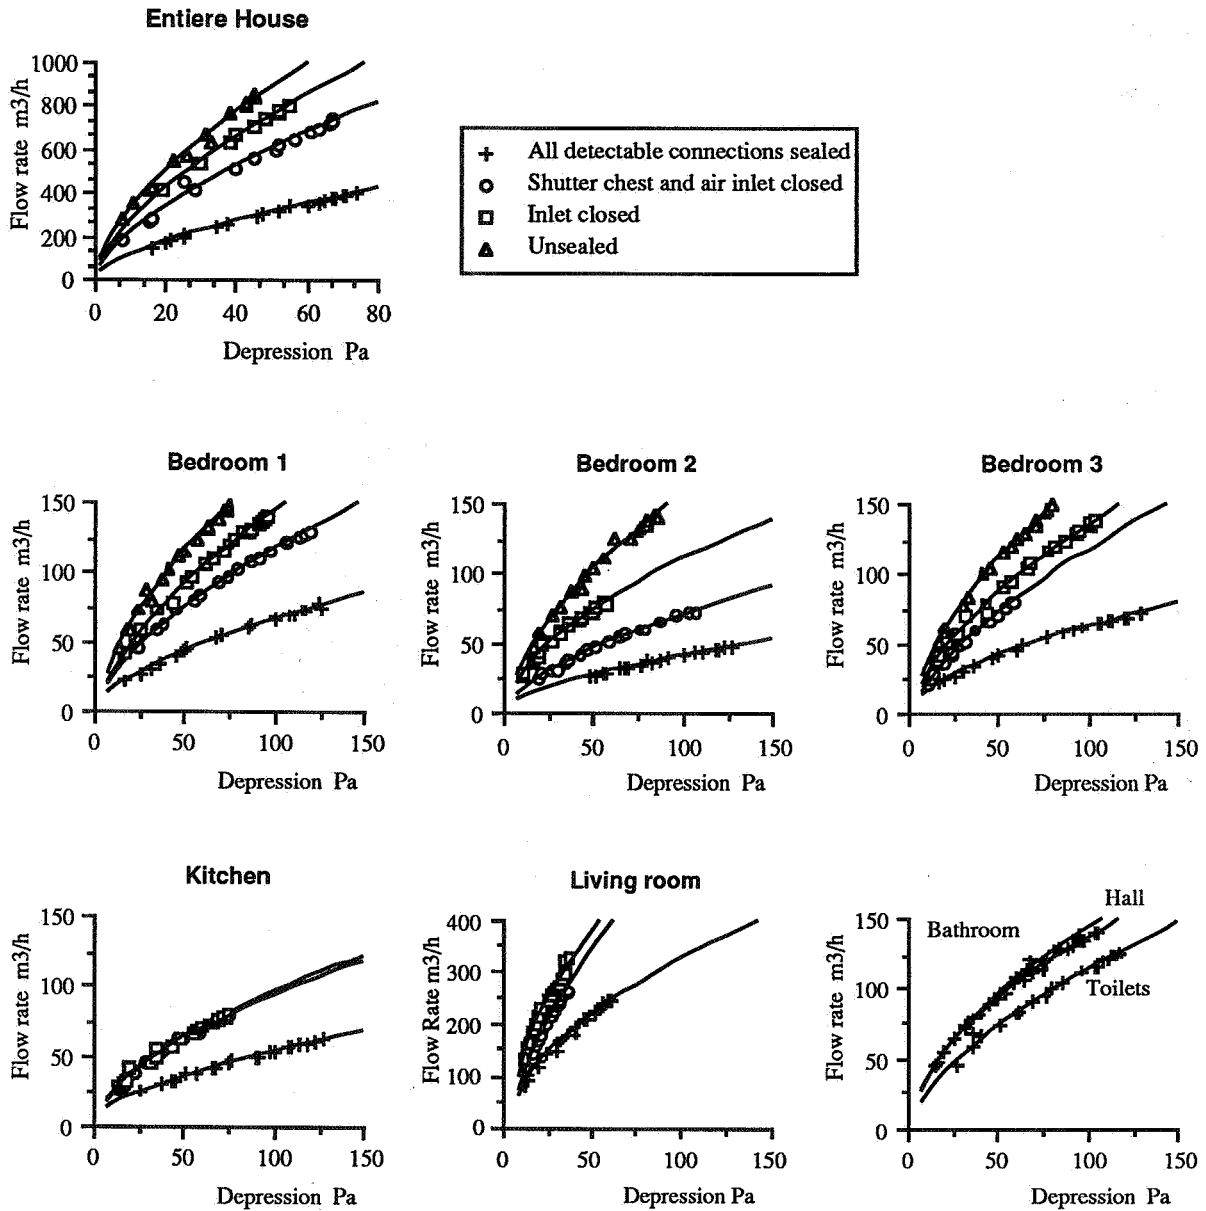 Entiere House
1000
800
600
400
200
0
Flow rate m3/h
0 20 40 60 80
Depression Pa
All detectable connections sealed
Shutter chest and air inlet closed
Inlet closed
Unsealed
Bedroom 1
150
100
50
0
Flow rate m3/h
0 50 100 150
Depression Pa
Bedroom 2
150
100
50
0
Flow rate m3/h
0 50 100 150
Depression Pa
Bedroom 3
150
100
50
0
Flow rate m3/h
0 50 100 150
Depression Pa
Kitchen
150
100
50
0
Flow rate m3/h
0 50 100 150
Depression Pa
Living room
400
300
200
100
0
Flow Rate m3/h
0 50 100 150
Depression Pa
Hall
Bathroom
Toilets
150
100
50
0
Flow rate m3/h
0 50 100 150
Depression Pa